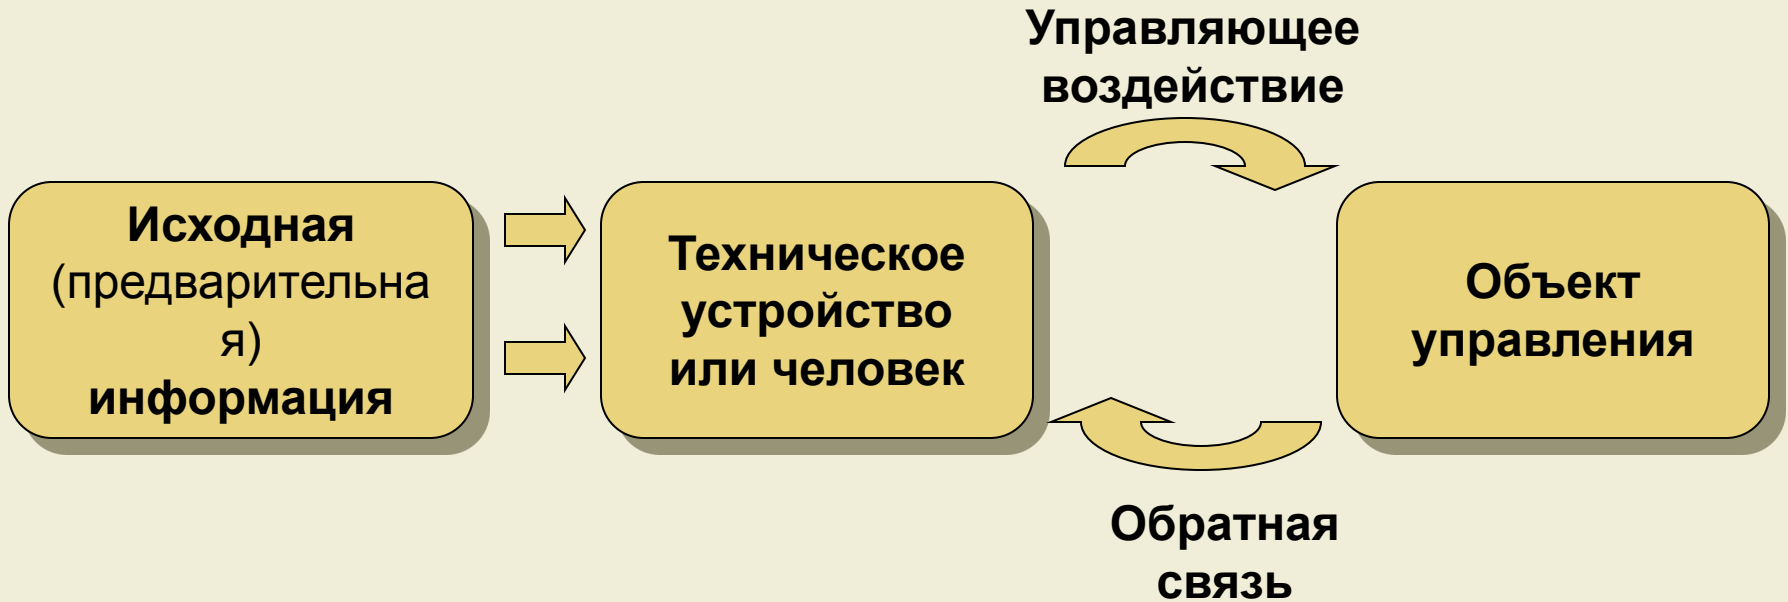 Управляющее
воздействие
Исходная
(предварительна
я)
информация
Техническое
устройство
или человек
Объект
управления
Обратная
связь